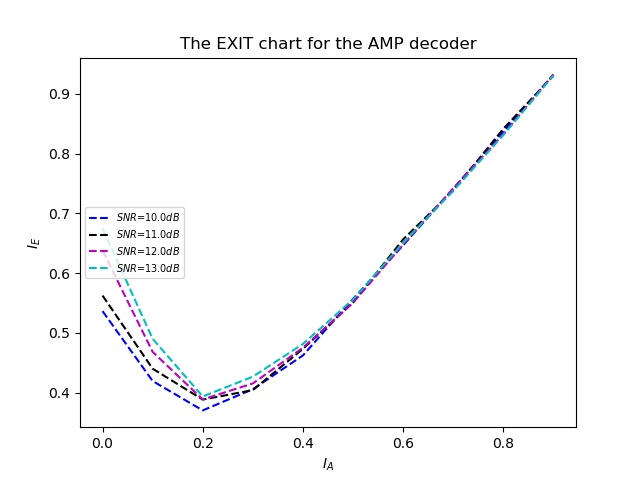 The EXIT chart for the AMP decoder
0.9
0.8
0.7
0.6
0.5
0.4
I_E
SNR=10.0dB
SNR=11.0dB
SNR=12.0dB
SNR=13.0dB
0.0 0.2 0.4 0.6 0.8
I_A